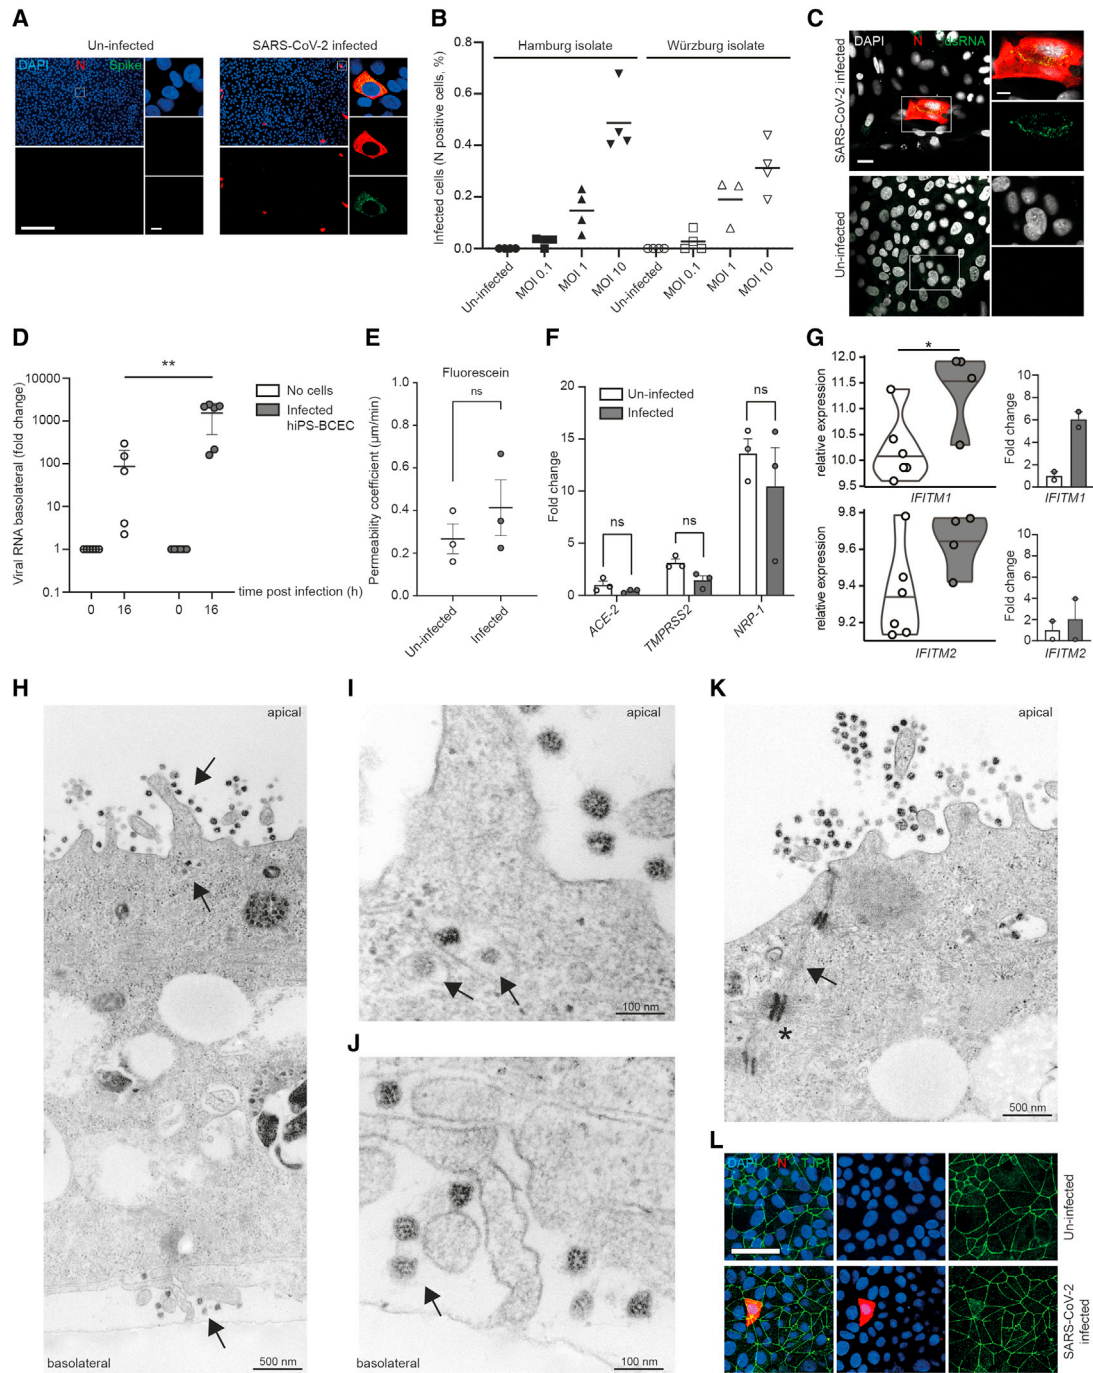 A
Un-infected
SARS-CoV-2 infected
DAPI N Spike
B
Hamburg isolate
Würzburg isolate
Infected cells (N positive cells, %)
0.8
0.6
0.4
0.2
0.0
Un-infected
MOI 0.1
MOI 1
MOI 10
Un-infected
MOI 0.1
MOI 1
MOI 10
C
DAPI N dsRNA
SARS-CoV-2 infected
Un-infected
D
**
Viral RNA basolateral (fold change)
10000
1000
100
10
1
0.1
0 16 0 16
time post infection (h)
No cells
Infected
hiPS-BCEC
E
Fluorescein
ns
Permeability coefficient (µm/min)
1.0
0.8
0.6
0.4
0.2
0.0
Un-infected
Infected
F
Fold change
20
15
10
5
0
Un-infected
Infected
ns
ns
ns
ACE-2
TMPRSS2
NRP-1
G
*
relative expression
12.0
11.5
11.0
10.5
10.0
9.5
IFITM1
Fold change
10
8
6
4
2
0
IFITM1
relative expression
9.8
9.6
9.4
9.2
IFITM2
Fold change
10
8
6
4
2
0
IFITM2
H
apical
basolateral
500 nm
I
apical
100 nm
J
basolateral
100 nm
K
apical
*
500 nm
L
DAPI N TJP1
Un-infected
SARS-CoV-2
infected